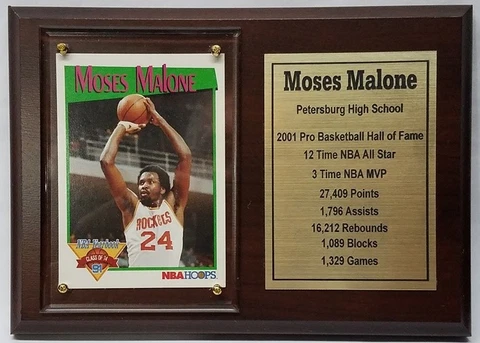 MOSES MALONE
ROCKETS
24
NBA Yearbook
CLASS OF '74
91
NBA HOOPS
Moses Malone
Petersburg High School
2001 Pro Basketball Hall of Fame
12 Time NBA All Star
3 Time NBA MVP
27,409 Points
1,796 Assists
16,212 Rebounds
1,089 Blocks
1,329 Games